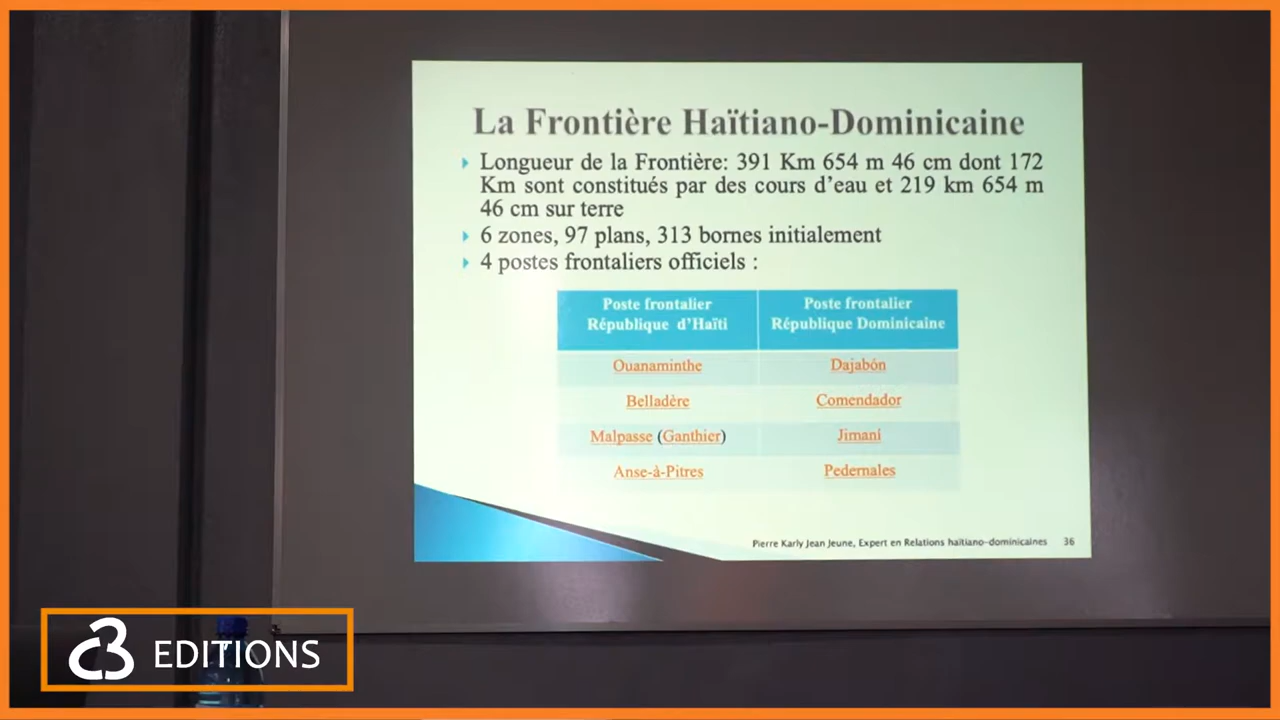 La Frontière Haïtiano-Dominicaine
Longueur de la Frontière: 391 Km 654 m 46 cm dont 172
Km sont constitués par des cours d'eau et 219 km 654 m
46 cm sur terre
6 zones, 97 plans, 313 bornes initialement
4 postes frontaliers officiels :
Poste frontalier
République d'Haïti
Poste frontalier
République Dominicaine
Ouanaminthe
Dajabón
Belladère
Comendador
Malpasse (Ganthier)
Jimaní
Anse-à-Pitres
Pedernales
Pierre Karly Jean Jeune, Expert en Relations haïtiano-dominicaines 36
EDITIONS